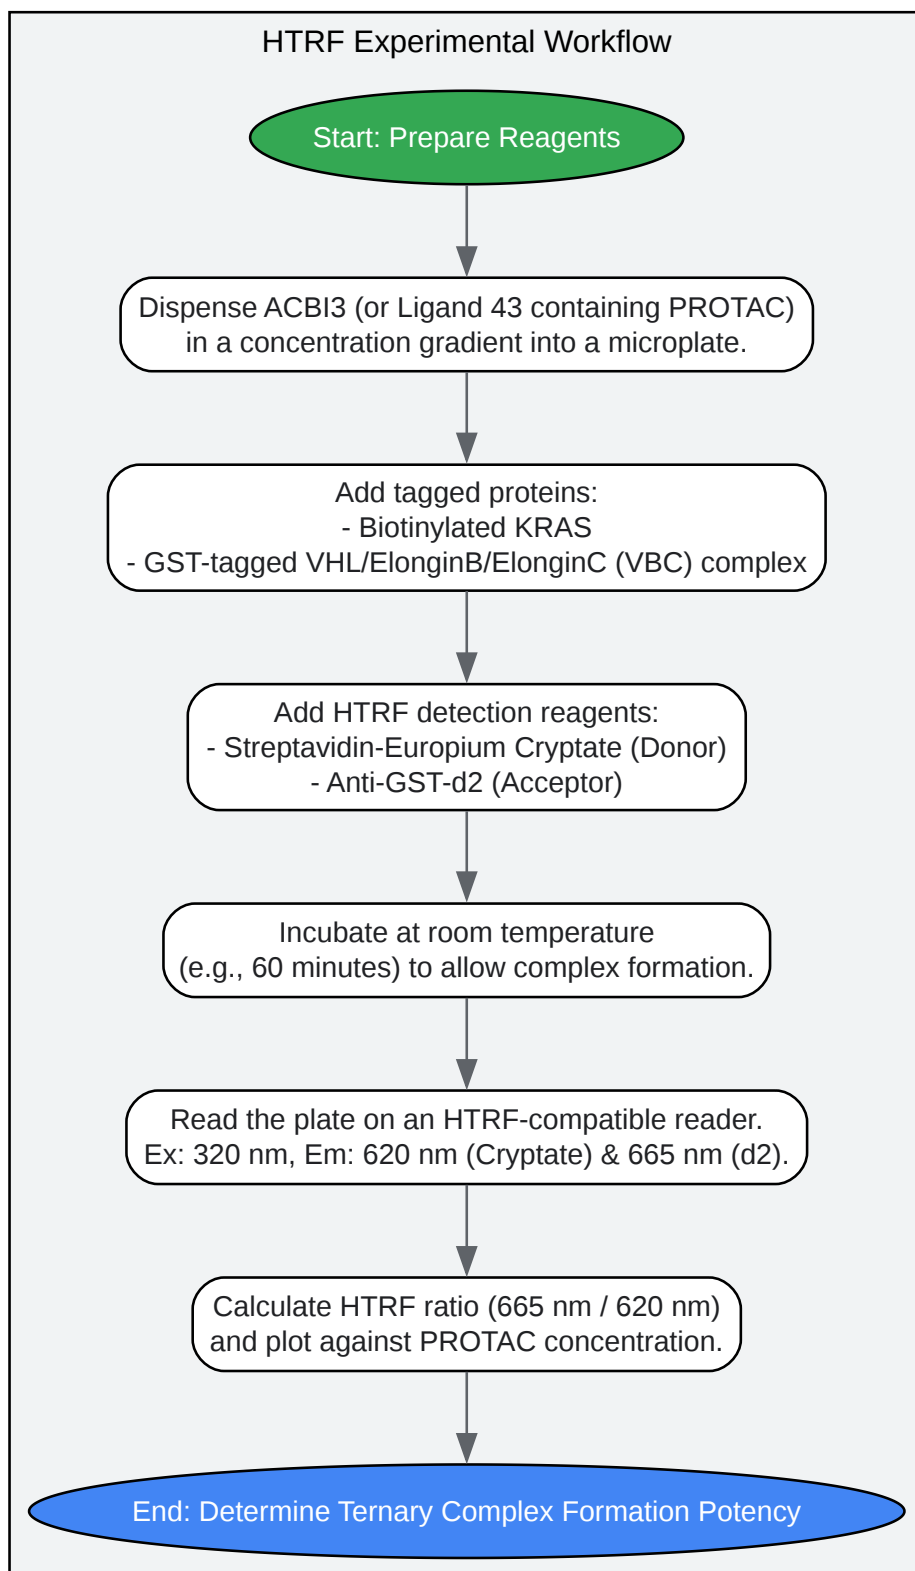 HTRF Experimental Workflow
Start: Prepare Reagents
Dispense ACBI3 (or Ligand 43 containing PROTAC)
in a concentration gradient into a microplate.
Add tagged proteins:
- Biotinylated KRAS
- GST-tagged VHL/ElonginB/ElonginC (VBC) complex
Add HTRF detection reagents:
- Streptavidin-Europium Cryptate (Donor)
- Anti-GST-d2 (Acceptor)
Incubate at room temperature
(e.g., 60 minutes) to allow complex formation.
Read the plate on an HTRF-compatible reader.
Ex: 320 nm, Em: 620 nm (Cryptate) & 665 nm (d2).
Calculate HTRF ratio (665 nm / 620 nm)
and plot against PROTAC concentration.
End: Determine Ternary Complex Formation Potency